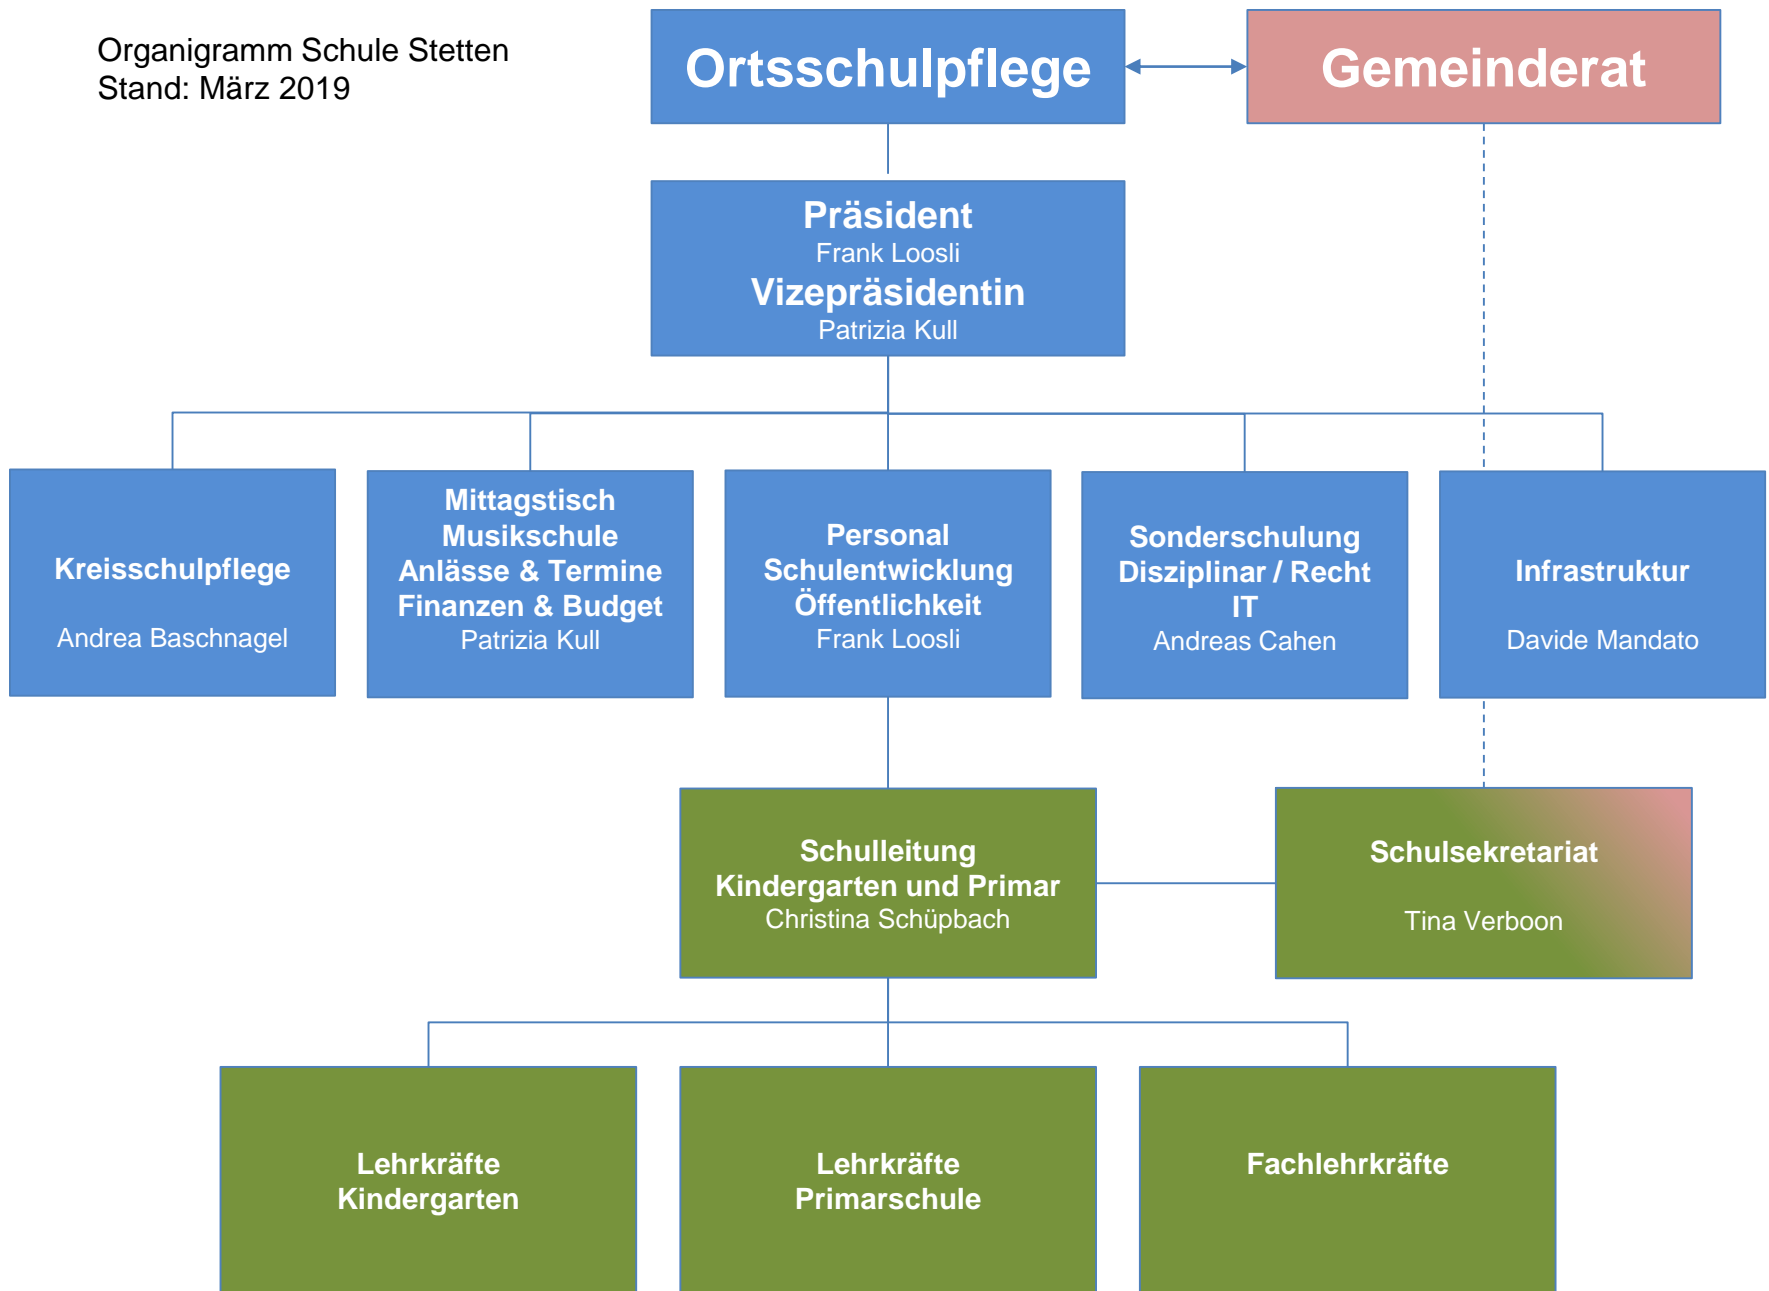 Organigramm Schule Stetten
Stand: März 2019
Ortsschulpflege
Gemeinderat
Präsident
Frank Loosli
Vizepräsidentin
Patrizia Kull
Kreisschulpflege
Andrea Baschnagel
Mittagstisch
Musikschule
Anlässe & Termine
Finanzen & Budget
Patrizia Kull
Personal
Schulentwicklung
Öffentlichkeit
Frank Loosli
Sonderschulung
Disziplinar / Recht
IT
Andreas Cahen
Infrastruktur
Davide Mandato
Schulleitung
Kindergarten und Primar
Christina Schüpbach
Schulsekretariat
Tina Verboon
Lehrkräfte
Kindergarten
Lehrkräfte
Primarschule
Fachlehrkräfte